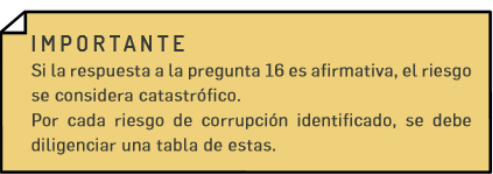 IMPORTANTE
Si la respuesta a la pregunta 16 es afirmativa, el riesgo
se considera catastrófico.
Por cada riesgo de corrupción identificado, se debe
diligenciar una tabla de estas.